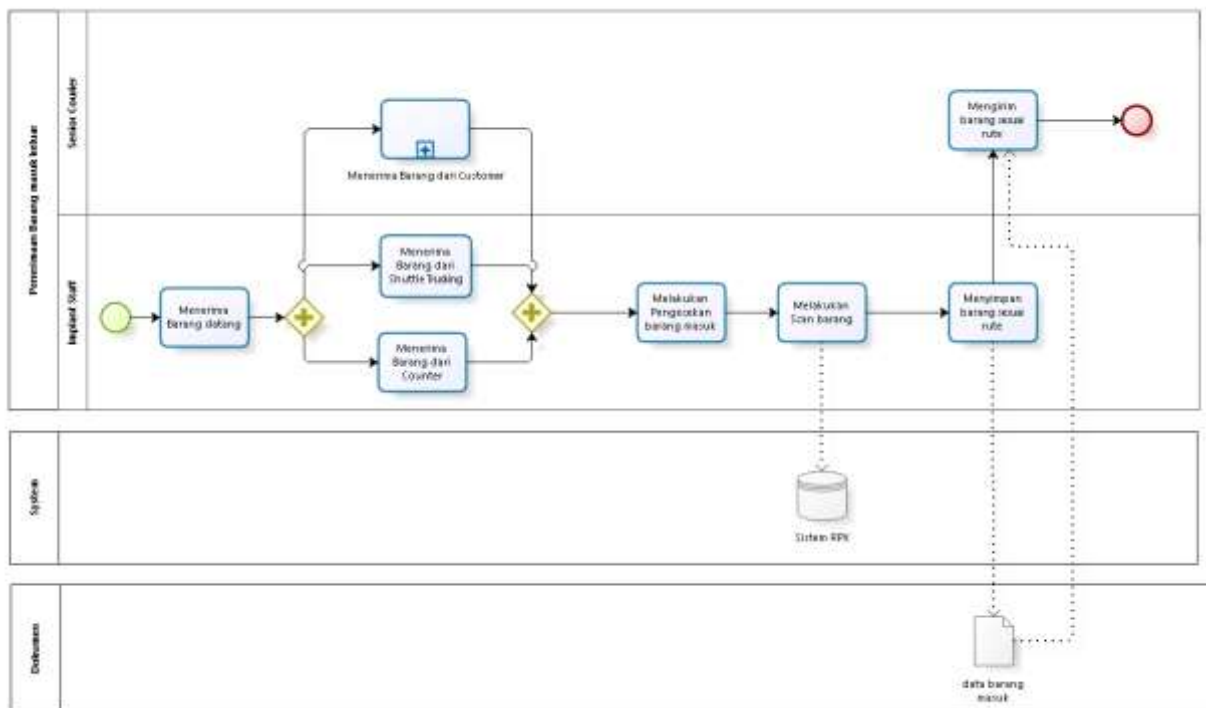 Penerimaan Barang masuk keluar
Senior Counter
Menerima Barang dari Customer
Mengirim
barang sesuai
rute
Implant Staff
Menerima
Barang datang
Menerima
Barang dari
Shuttle Trucking
Menerima
Barang dari
Counter
Melakukan
Pengecekan
barang masuk
Melakukan
Scan barang
Menyimpan
barang sesuai
rute
System
Sistem RPX
Dokumen
data barang
masuk